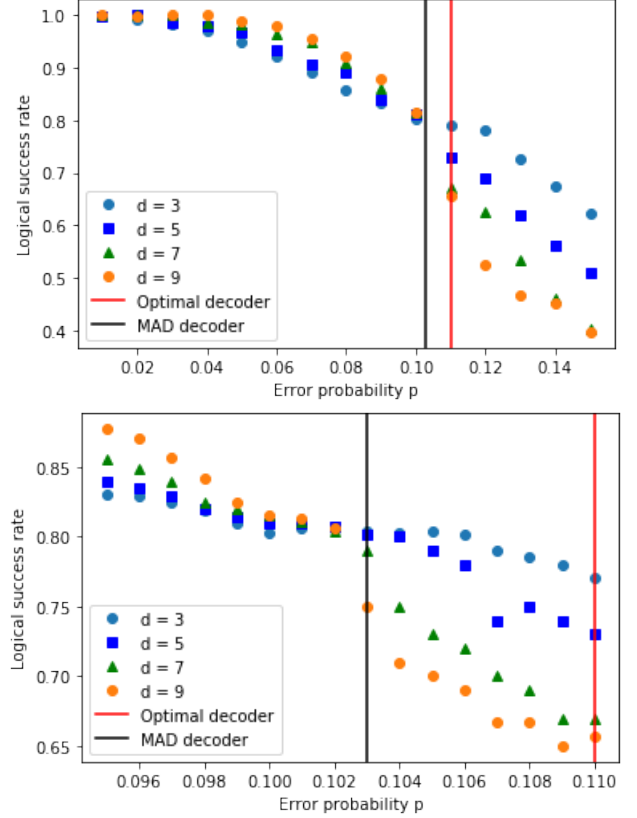 1.0
0.9
0.8
0.7
0.6
0.5
0.4
Logical success rate
d = 3
d = 5
d = 7
d = 9
Optimal decoder
MAD decoder
0.02 0.04 0.06 0.08 0.10 0.12 0.14
Error probability p
0.85
0.80
0.75
0.70
0.65
Logical success rate
d = 3
d = 5
d = 7
d = 9
Optimal decoder
MAD decoder
0.096 0.098 0.100 0.102 0.104 0.106 0.108 0.110
Error probability p